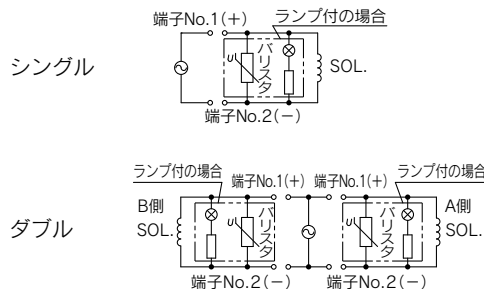 端子No.1(+)
ランプ付の場合
シングル
バリスタ
U
SOL.
端子No.2(−)
ランプ付の場合
端子No.1(+)
端子No.1(+)
ランプ付の場合
B側
SOL.
U
バリスタ
U
バリスタ
A側
SOL.
ダブル
端子No.2(−)
端子No.2(−)